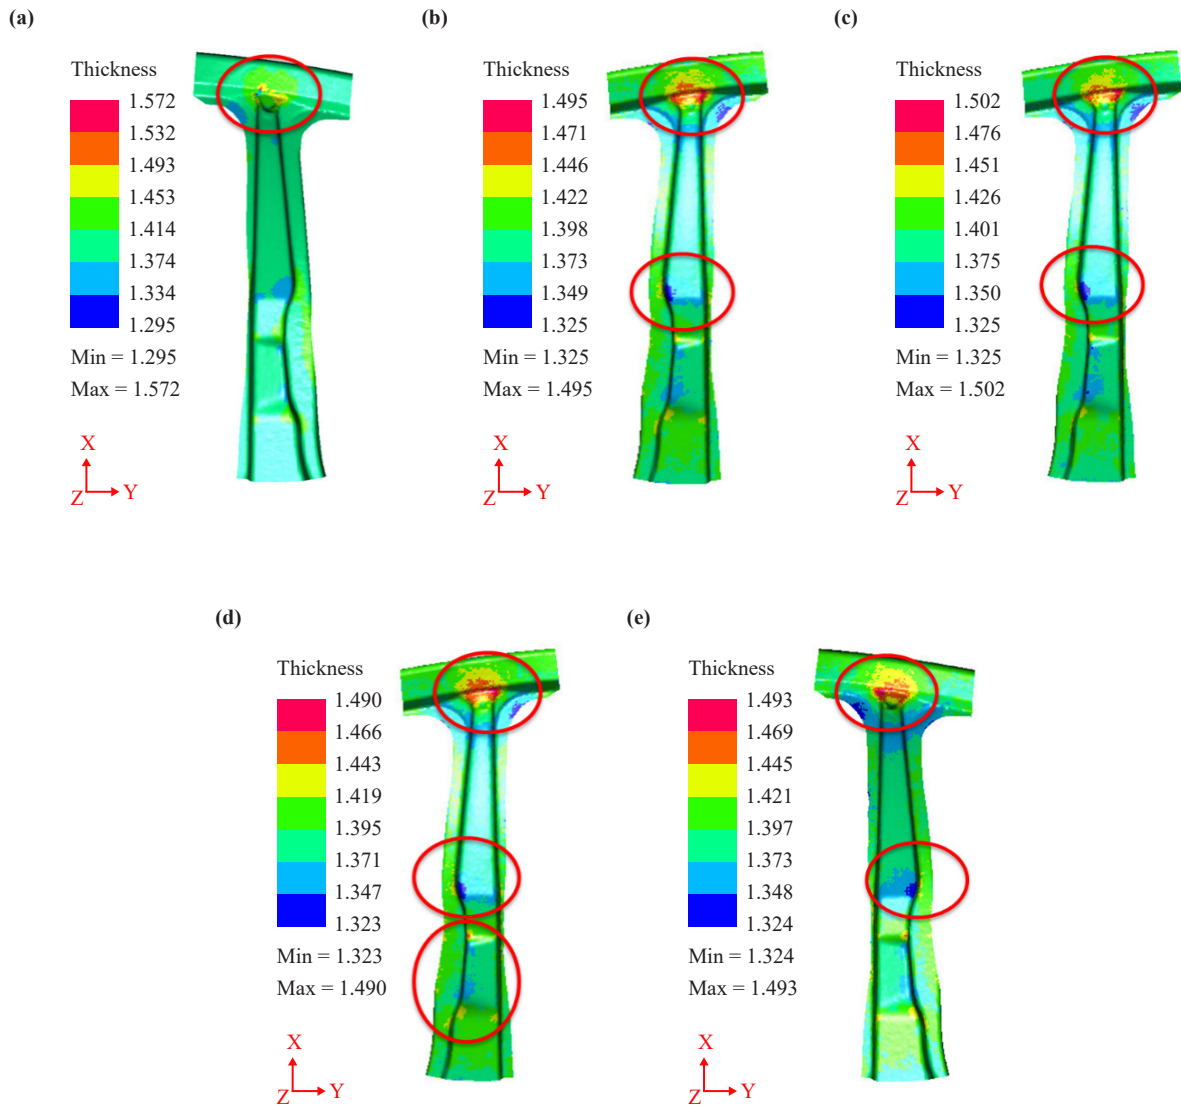 (a)
Thickness
1.572
1.532
1.493
1.453
1.414
1.374
1.334
1.295
Min = 1.295
Max = 1.572
X
Z
Y
(b)
Thickness
1.495
1.471
1.446
1.422
1.398
1.373
1.349
1.325
Min = 1.325
Max = 1.495
X
Z
Y
(c)
Thickness
1.502
1.476
1.451
1.426
1.401
1.375
1.350
1.325
Min = 1.325
Max = 1.502
X
Z
Y
(d)
Thickness
1.490
1.466
1.443
1.419
1.395
1.371
1.347
1.323
Min = 1.323
Max = 1.490
X
Z
Y
(e)
Thickness
1.493
1.469
1.445
1.421
1.397
1.373
1.348
1.324
Min = 1.324
Max = 1.493
X
Z
Y